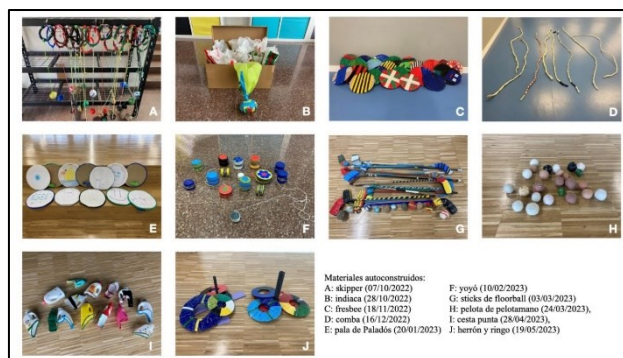 A
B
C
D
E
F
G
H
I
J
Materiales autoconstruidos:
A: skipper (07/10/2022)
B: indiaca (28/10/2022)
C: fresbee (18/11/2022)
D: comba (16/12/2022)
E: pala de Paladós (20/01/2023)
F: yoyó (10/02/2023)
G: sticks de floorball (03/03/2023)
H: pelota de pelotamano (24/03/2023),
I: cesta punta (28/04/2023),
J: herrón y ringo (19/05/2023)